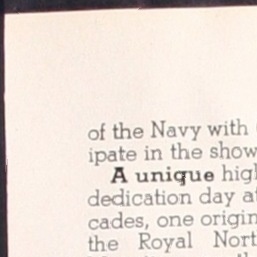 of the Navy with
ipate in the show
A unique high
dedication day at
cades, one origin
the Royal Nort